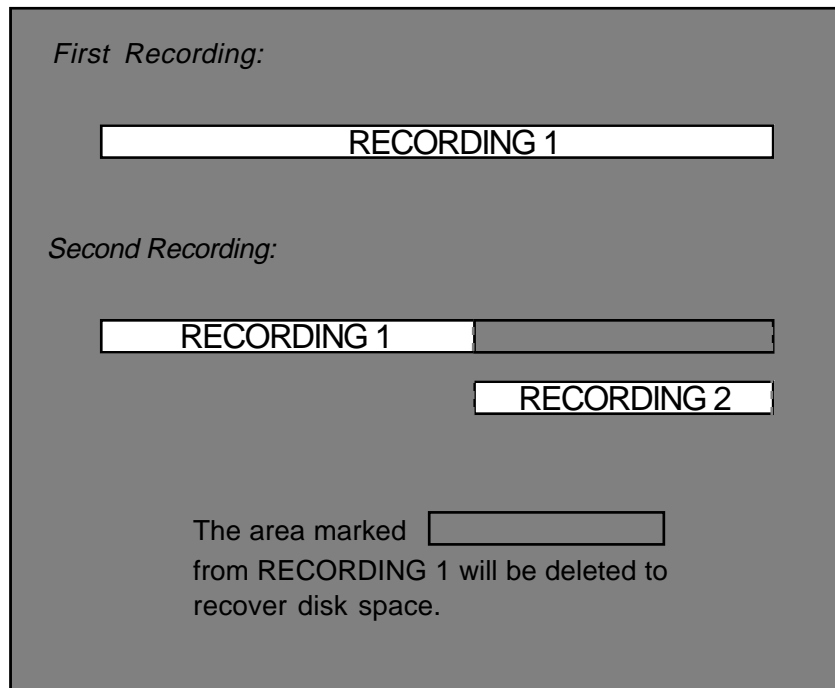 First Recording:
RECORDING 1
Second Recording:
RECORDING 1
RECORDING 2
The area marked
from RECORDING 1 will be deleted to
recover disk space.